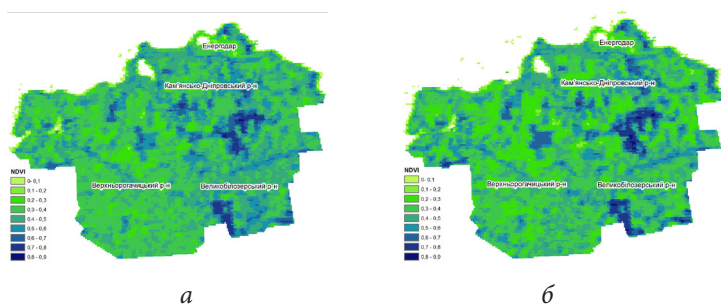 Енергодар
Кам'янсько-Дніпровський р-н
Верхньорогачицький р-н
Великобілозерський р-н
NDVI
0- 0,1
0.1 - 0,2
0.2 - 0,3
0.3 - 0,4
0.4 - 0,5
0.5 - 0,6
0.6 - 0,7
0.7 - 0,8
0.8 - 0,9
а
Енергодар
Кам'янсько-Дніпровський р-н
Верхньорогачицький р-н
Великобілозерський р-н
NDVI
0- 0,1
0.1 - 0,2
0.2 - 0,3
0.3 - 0,4
0.4 - 0,5
0.5 - 0,6
0.6 - 0,7
0.7 - 0,8
0.8 - 0,9
б